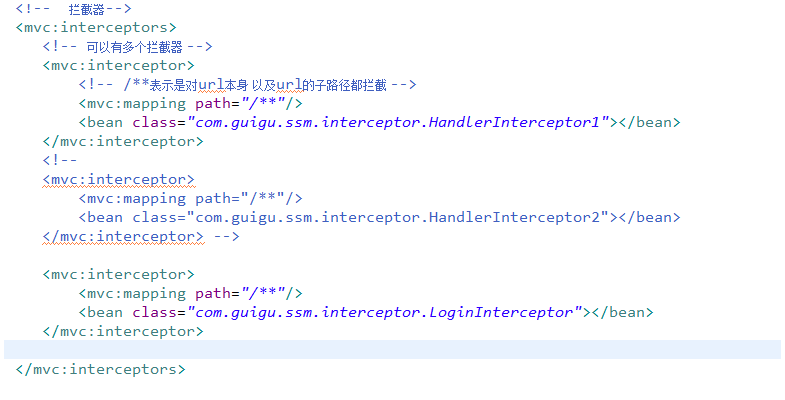 <!--  拦截器-->
<mvc:interceptors>
<!-- 可以有多个拦截器 -->
<mvc:interceptor>
<!-- /**表示是对url本身 以及url的子路径都拦截 -->
<mvc:mapping path="/**"/>
<bean class="com.guigu.ssm.interceptor.HandlerInterceptor1"></bean>
</mvc:interceptor>
<!--
<mvc:interceptor>
<mvc:mapping path="/**"/>
<bean class="com.guigu.ssm.interceptor.HandlerInterceptor2"></bean>
</mvc:interceptor> -->
<mvc:interceptor>
<mvc:mapping path="/**"/>
<bean class="com.guigu.ssm.interceptor.LoginInterceptor"></bean>
</mvc:interceptor>
</mvc:interceptors>